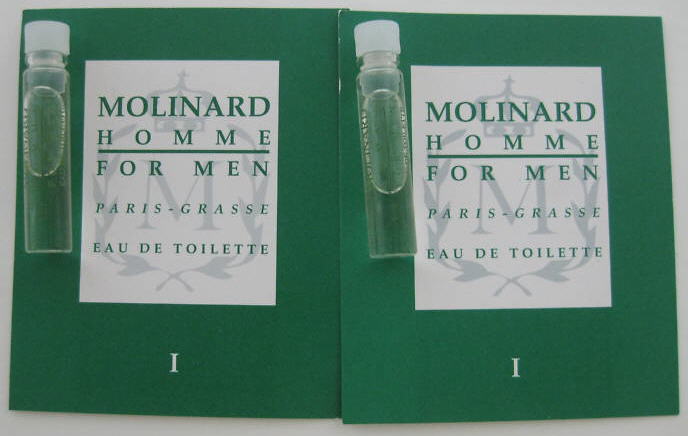 MOLINARD
HOMME
FOR MEN
PARIS-GRASSE
EAU DE TOILETTE
M
I
MOLINARD
HOMME
FOR MEN
PARIS-GRASSE
EAU DE TOILETTE
M
I